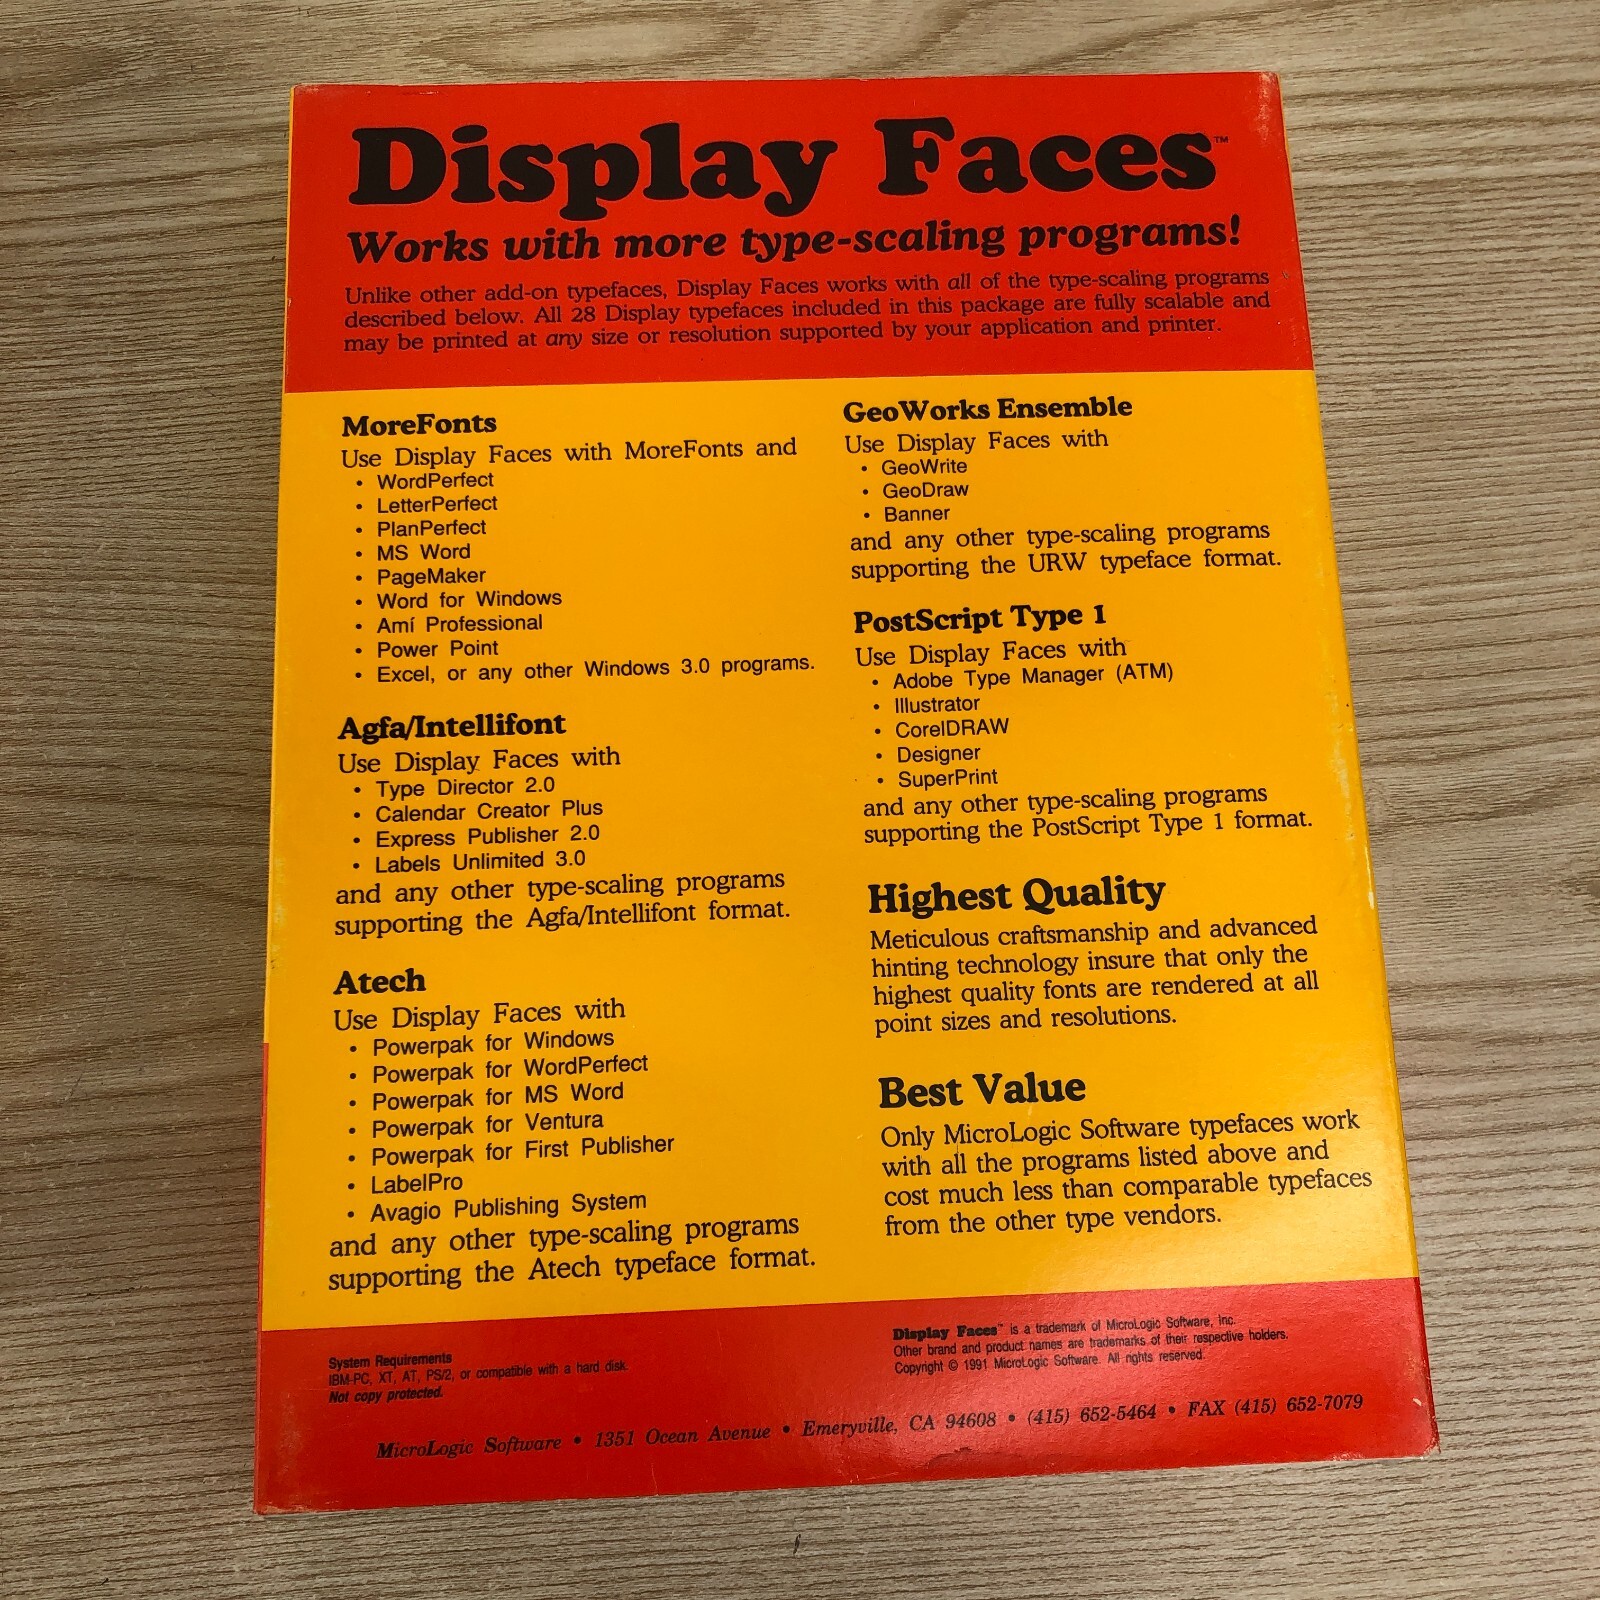 Display Faces™
Works with more type-scaling programs!
Unlike other add-on typefaces, Display Faces works with all of the type-scaling programs
described below. All 28 Display typefaces included in this package are fully scalable and
may be printed at any size or resolution supported by your application and printer.
MoreFonts
Use Display Faces with MoreFonts and
• WordPerfect
• LetterPerfect
• PlanPerfect
• MS Word
• PageMaker
• Word for Windows
• Amí Professional
• Power Point
• Excel, or any other Windows 3.0 programs.
Agfa/Intellifont
Use Display Faces with
• Type Director 2.0
• Calendar Creator Plus
• Express Publisher 2.0
• Labels Unlimited 3.0
and any other type-scaling programs
supporting the Agfa/Intellifont format.
Atech
Use Display Faces with
• Powerpak for Windows
• Powerpak for WordPerfect
• Powerpak for MS Word
• Powerpak for Ventura
• Powerpak for First Publisher
• LabelPro
• Avagio Publishing System
and any other type-scaling programs
supporting the Atech typeface format.
GeoWorks Ensemble
Use Display Faces with
• GeoWrite
• GeoDraw
• Banner
and any other type-scaling programs
supporting the URW typeface format.
PostScript Type 1
Use Display Faces with
• Adobe Type Manager (ATM)
• Illustrator
• CorelDRAW
• Designer
• SuperPrint
and any other type-scaling programs
supporting the PostScript Type 1 format.
Highest Quality
Meticulous craftsmanship and advanced
hinting technology insure that only the
highest quality fonts are rendered at all
point sizes and resolutions.
Best Value
Only MicroLogic Software typefaces work
with all the programs listed above and
cost much less than comparable typefaces
from the other type vendors.
System Requirements
IBM-PC, XT, AT, PS/2, or compatible with a hard disk.
Not copy protected.
Display Faces™ is a trademark of MicroLogic Software, Inc.
Other brand and product names are trademarks of their respective holders.
Copyright © 1991 MicroLogic Software. All rights reserved.
MicroLogic Software • 1351 Ocean Avenue • Emeryville, CA 94608 • (415) 652-5464 • FAX (415) 652-7079